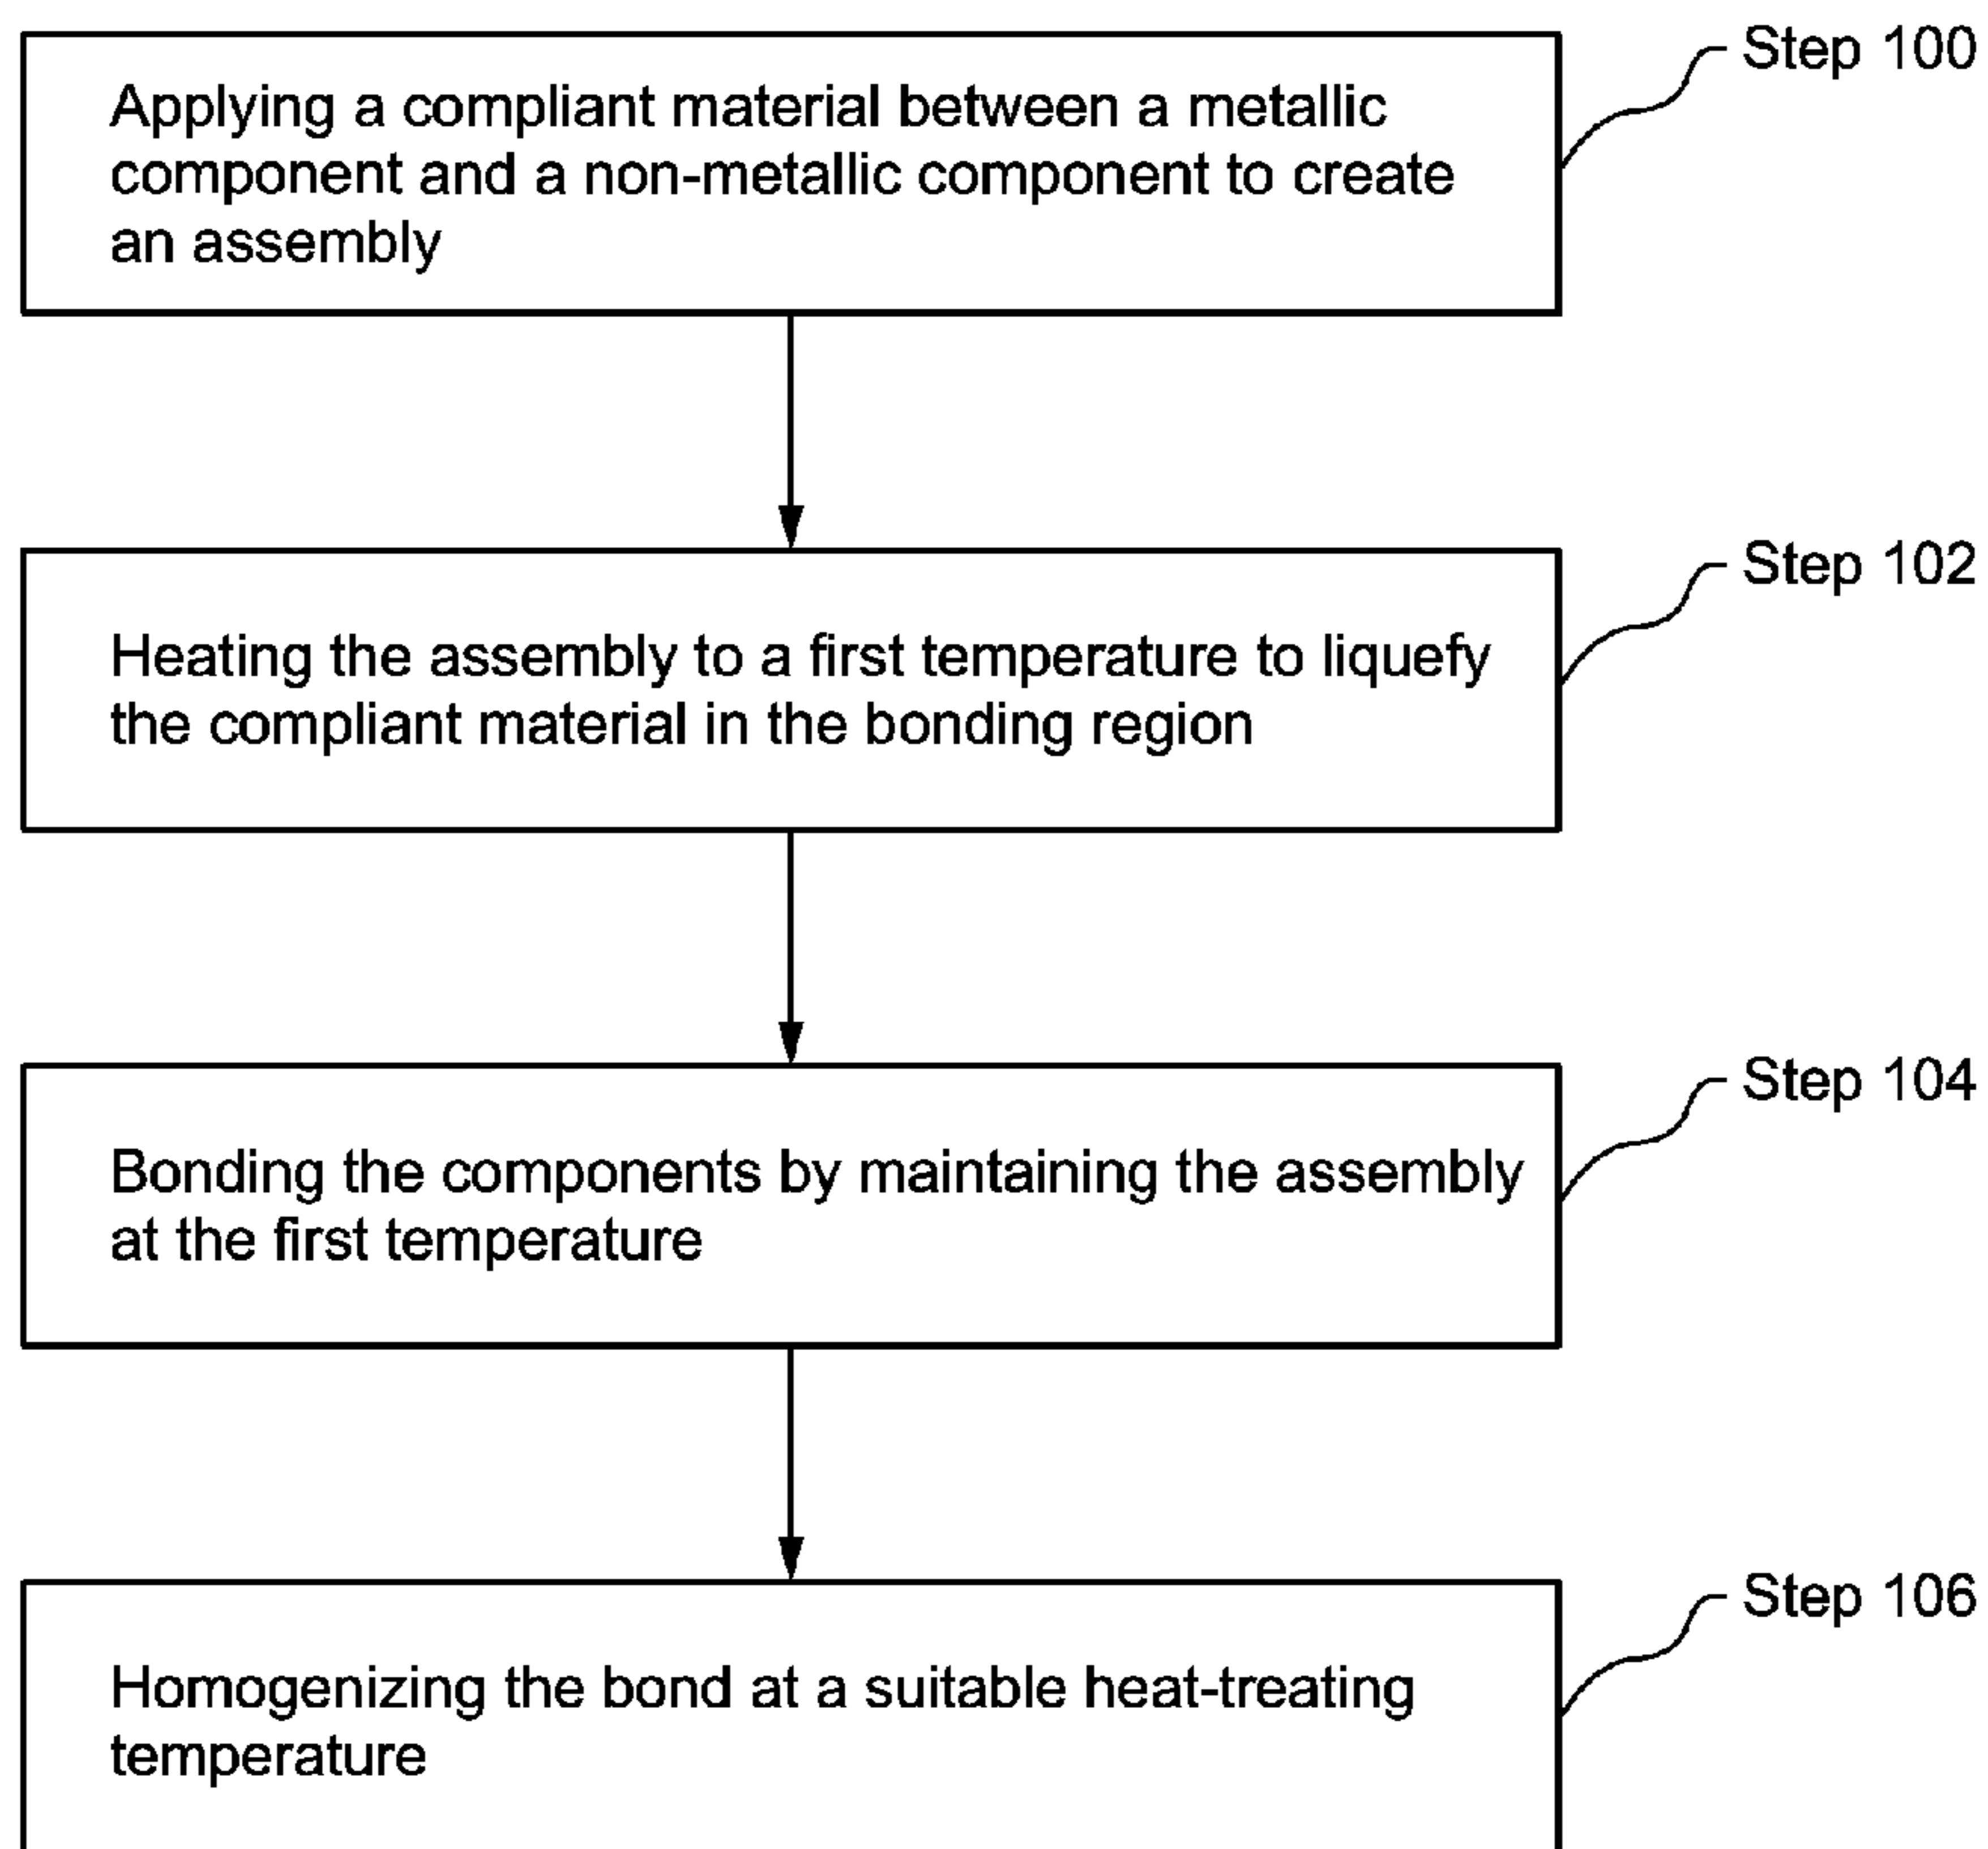 Step 100
Applying a compliant material between a metallic
component and a non-metallic component to create
an assembly
Step 102
Heating the assembly to a first temperature to liquefy
the compliant material in the bonding region
Step 104
Bonding the components by maintaining the assembly
at the first temperature
Step 106
Homogenizing the bond at a suitable heat-treating
temperature